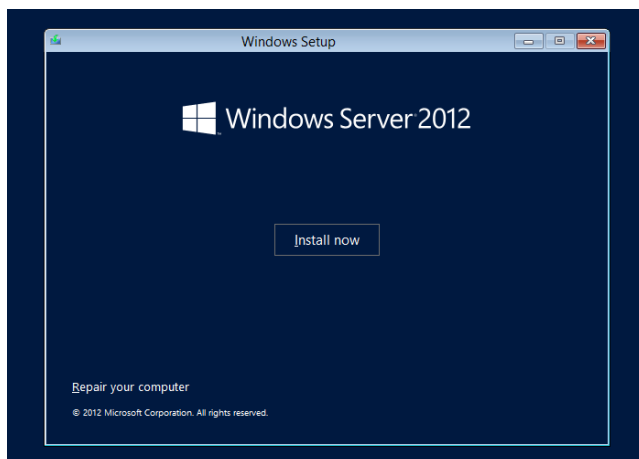 Windows Setup
Windows Server 2012
Install now
Repair your computer
© 2012 Microsoft Corporation. All rights reserved.